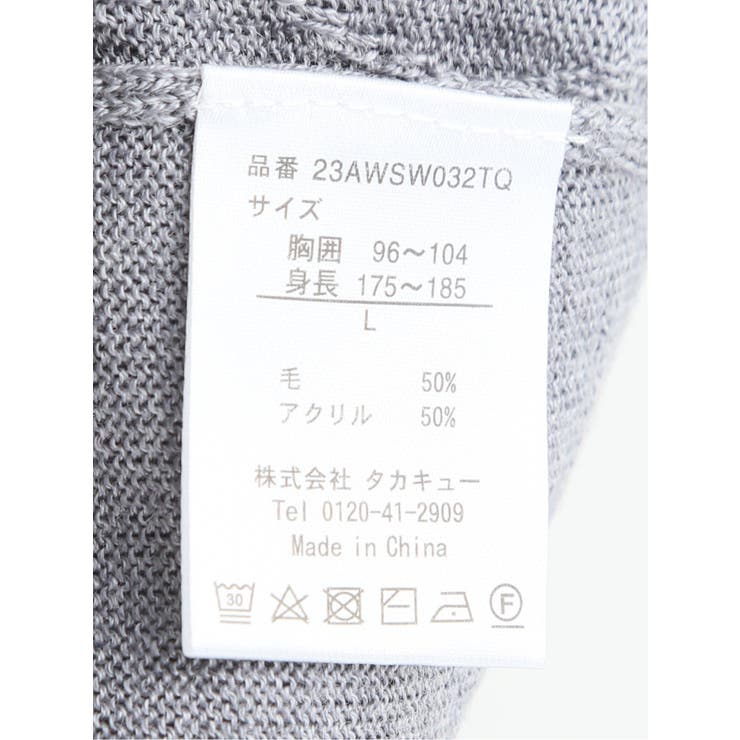 品番 23AWSW032TQ
サイズ
胸囲 96～104
身長 175～185
L
毛 50%
アクリル 50%
株式会社 タカキュー
Tel 0120-41-2909
Made in China
30 F